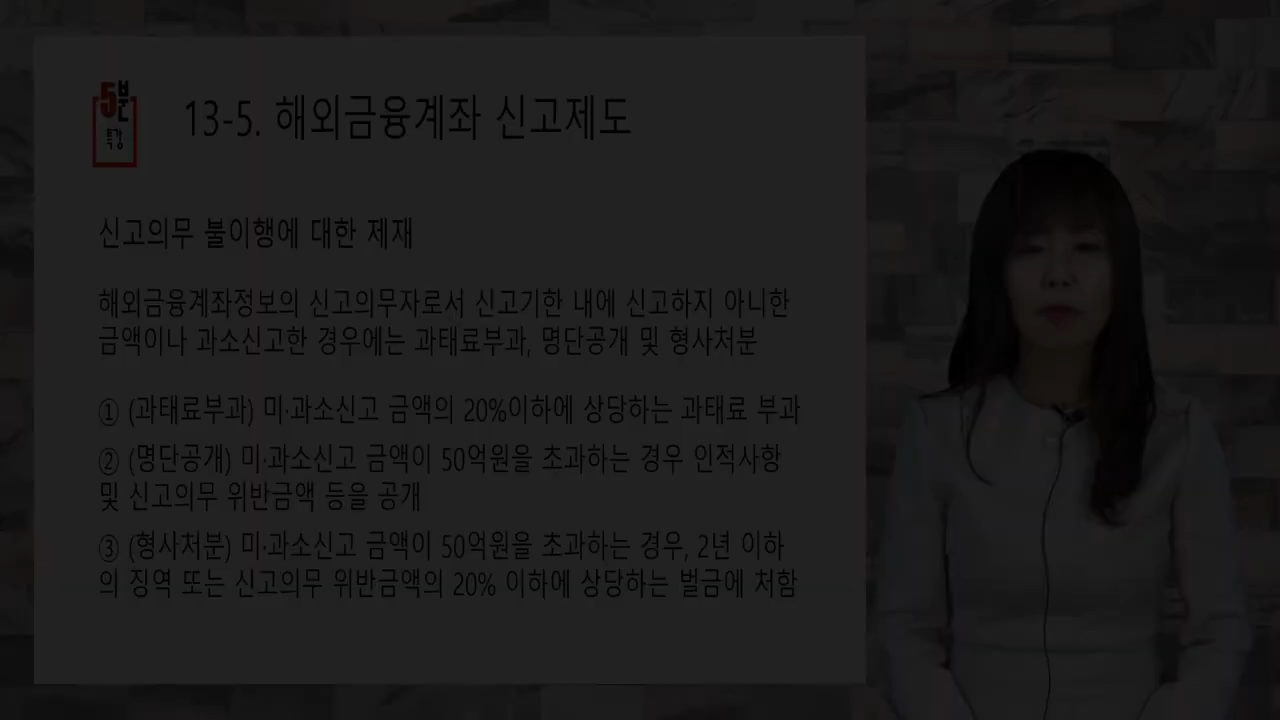 5분
특강
13-5. 해외금융계좌 신고제도
신고의무 불이행에 대한 제재
해외금융계좌정보의 신고의무자로서 신고기한 내에 신고하지 아니한
금액이나 과소신고한 경우에는 과태료부과, 명단공개 및 형사처분
① (과태료부과) 미·과소신고 금액의 20%이하에 상당하는 과태료 부과
② (명단공개) 미·과소신고 금액이 50억원을 초과하는 경우 인적사항
및 신고의무 위반금액 등을 공개
③ (형사처분) 미·과소신고 금액이 50억원을 초과하는 경우, 2년 이하
의 징역 또는 신고의무 위반금액의 20% 이하에 상당하는 벌금에 처함